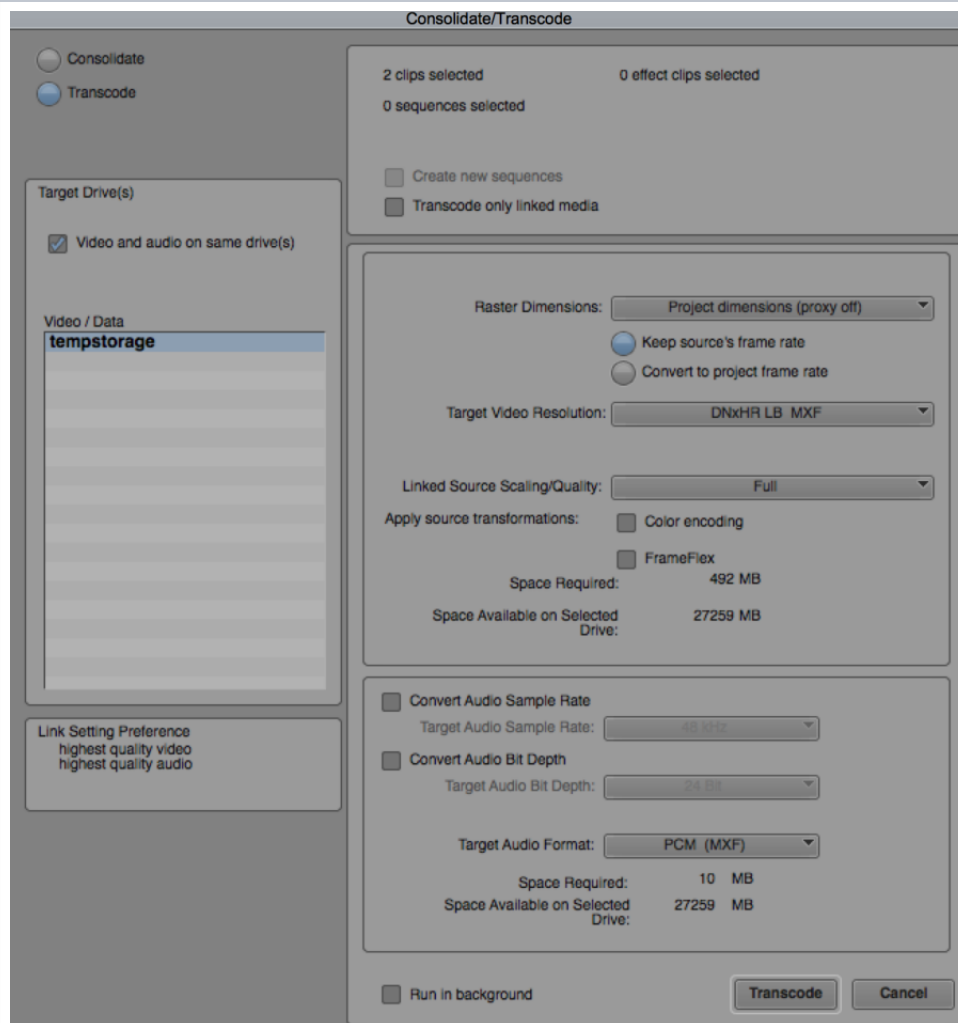 Consolidate/Transcode
Consolidate
Transcode
2 clips selected
0 effect clips selected
0 sequences selected
Create new sequences
Transcode only linked media
Target Drive(s)
Video and audio on same drive(s)
Video / Data
tempstorage
Link Setting Preference
highest quality video
highest quality audio
Raster Dimensions:
Project dimensions (proxy off)
Keep source's frame rate
Convert to project frame rate
Target Video Resolution:
DNxHR LB MXF
Linked Source Scaling/Quality:
Full
Apply source transformations:
Color encoding
FrameFlex
Space Required:
492 MB
Space Available on Selected
Drive:
27259 MB
Convert Audio Sample Rate
Target Audio Sample Rate:
48 kHz
Convert Audio Bit Depth
Target Audio Bit Depth:
24 Bit
Target Audio Format:
PCM (MXF)
Space Required:
10 MB
Space Available on Selected
Drive:
27259 MB
Run in background
Transcode
Cancel